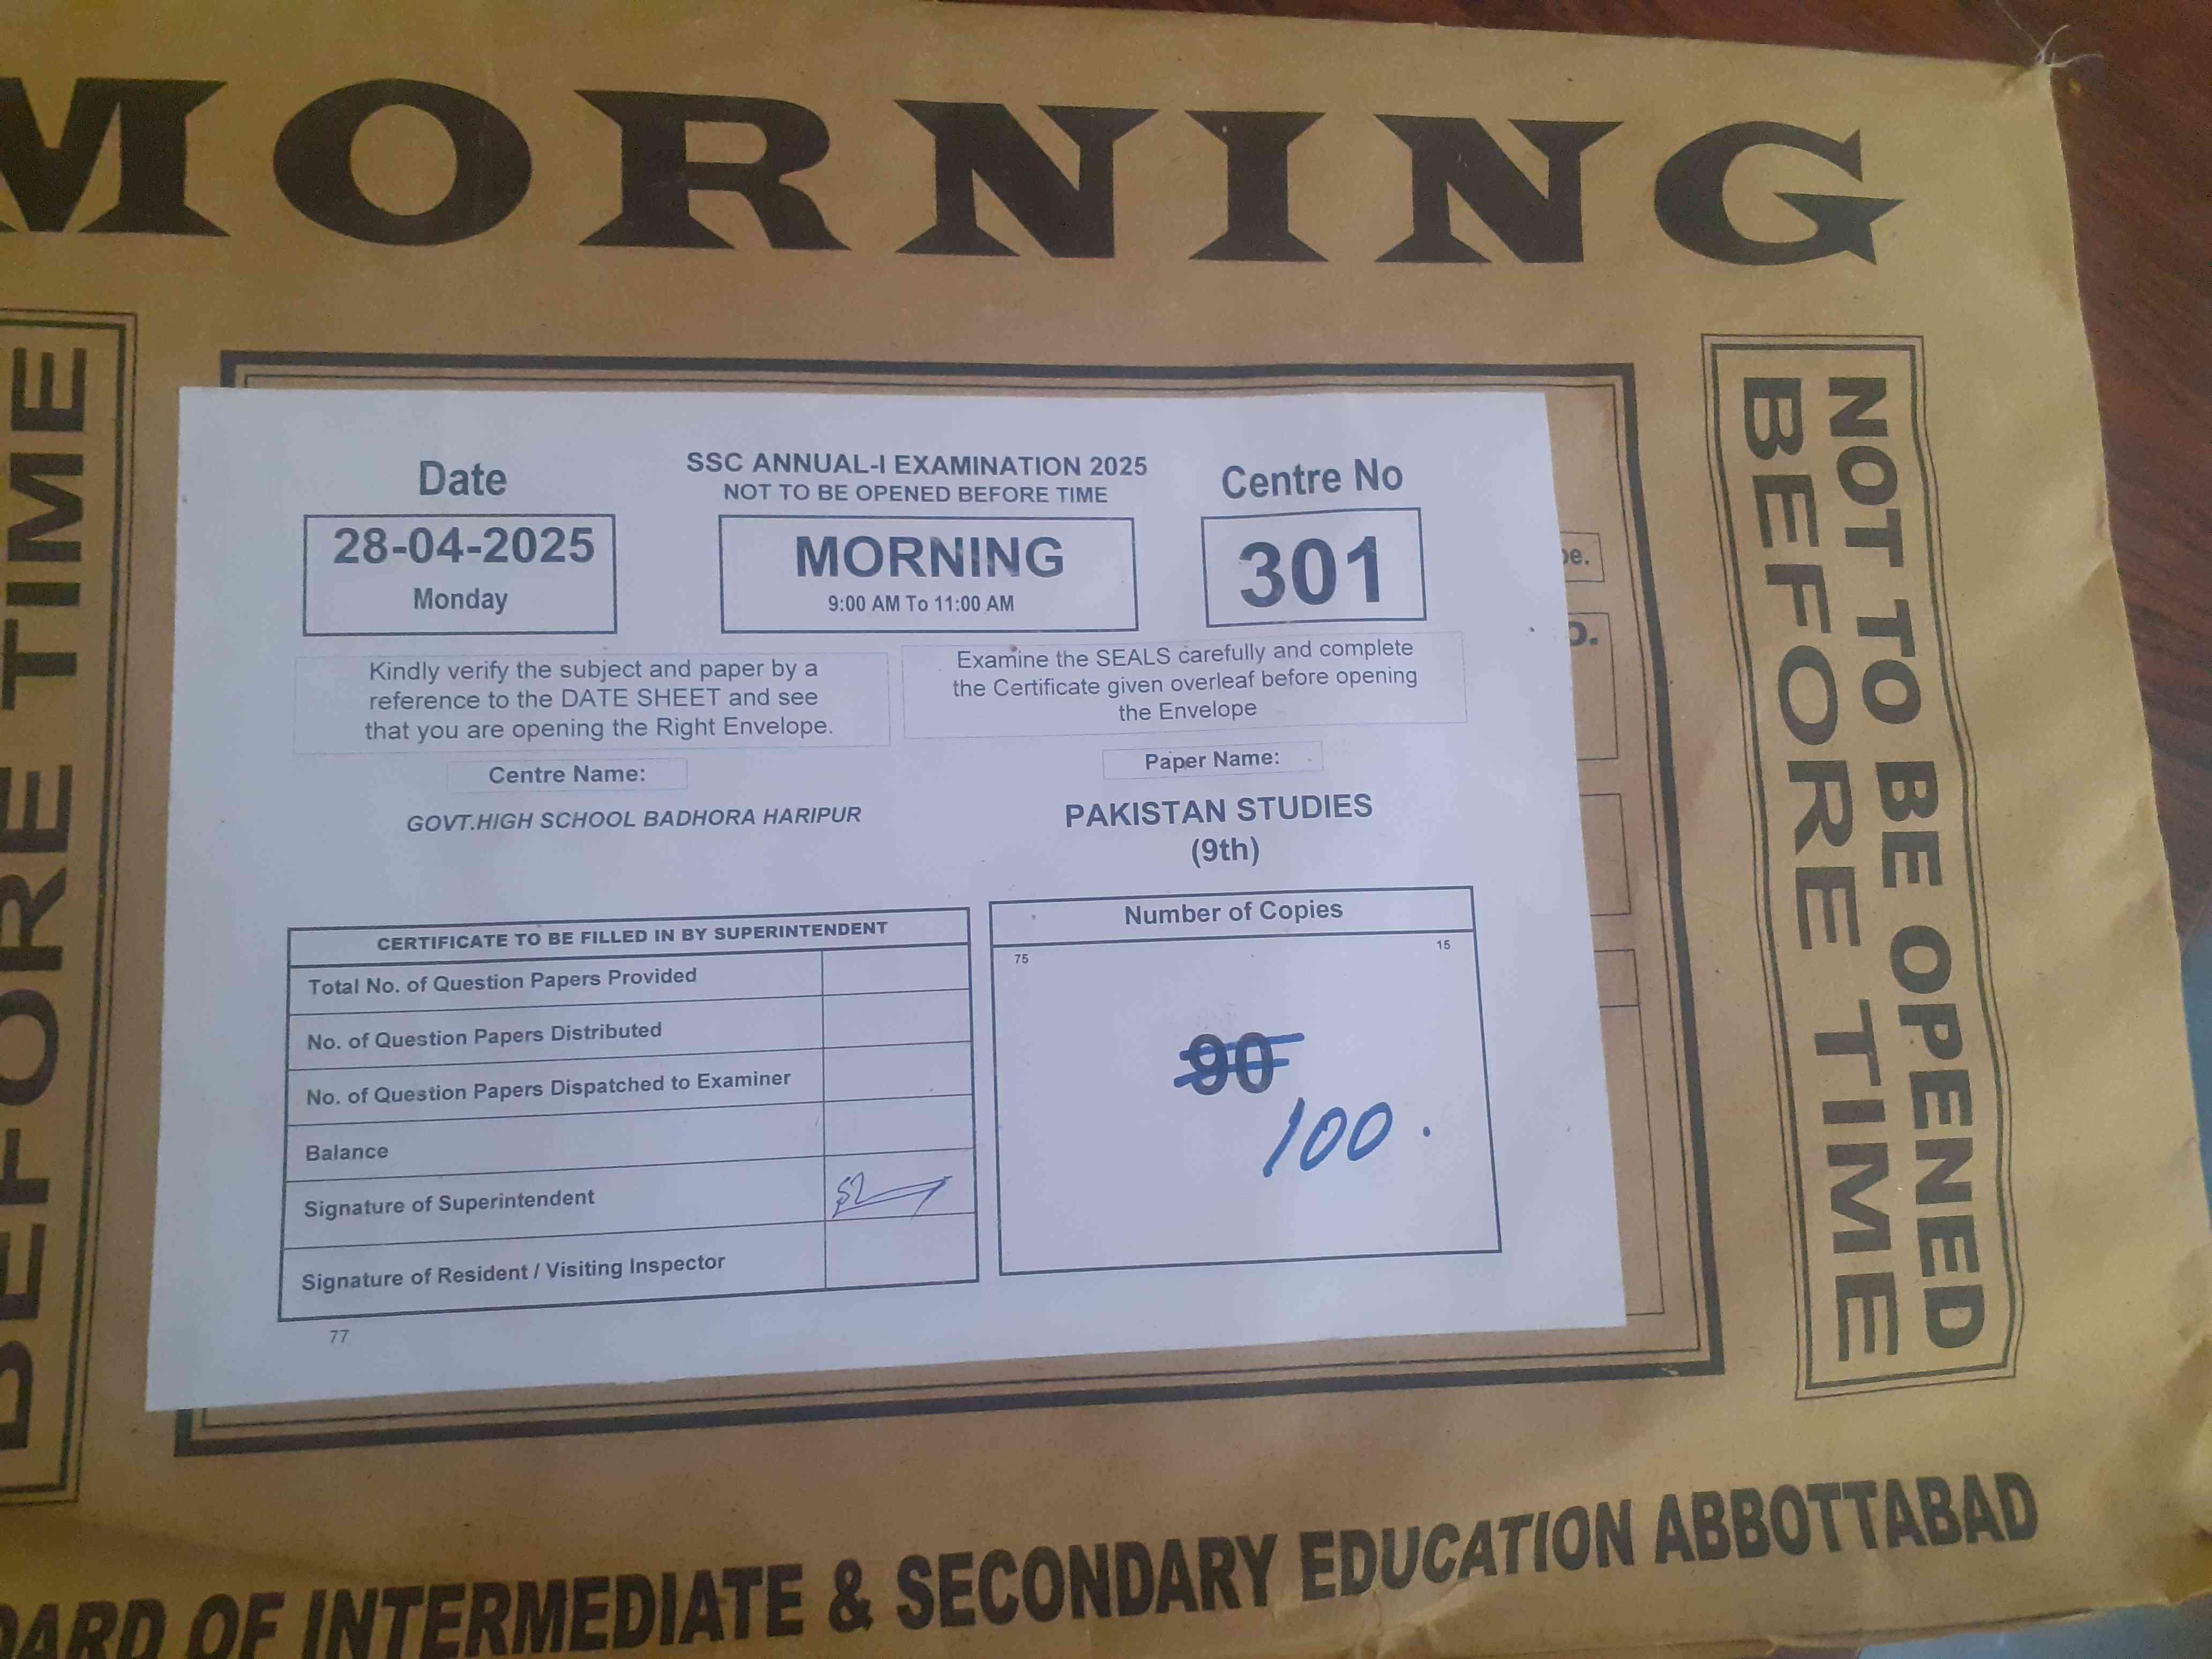 MORNING
BEFORE TIME
NOT TO BE OPENED
BEFORE TIME
Date
28-04-2025
Monday
SSC ANNUAL-I EXAMINATION 2025
NOT TO BE OPENED BEFORE TIME
MORNING
9:00 AM To 11:00 AM
Centre No
301
Kindly verify the subject and paper by a
reference to the DATE SHEET and see
that you are opening the Right Envelope.
Examine the SEALS carefully and complete
the Certificate given overleaf before opening
the Envelope
Centre Name:
GOVT.HIGH SCHOOL BADHORA HARIPUR
Paper Name:
PAKISTAN STUDIES
(9th)
CERTIFICATE TO BE FILLED IN BY SUPERINTENDENT
Total No. of Question Papers Provided
No. of Question Papers Distributed
No. of Question Papers Dispatched to Examiner
Balance
Signature of Superintendent
Signature of Resident / Visiting Inspector
77
Number of Copies
75 15
90
100.
OARD OF INTERMEDIATE & SECONDARY EDUCATION ABBOTTABAD